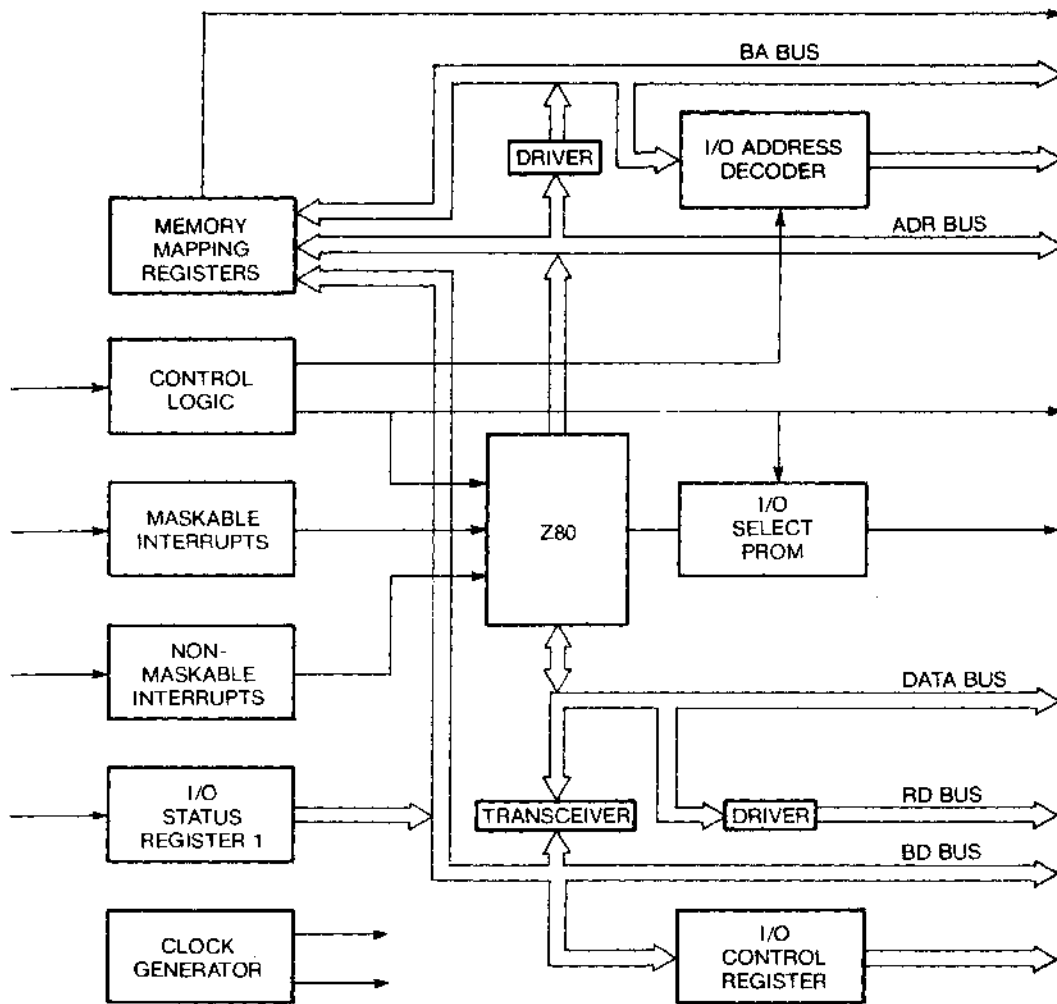 BA BUS
DRIVER
I/O ADDRESS
DECODER
MEMORY
MAPPING
REGISTERS
ADR BUS
CONTROL
LOGIC
MASKABLE
INTERRUPTS
Z80
I/O
SELECT
PROM
NON-
MASKABLE
INTERRUPTS
DATA BUS
I/O
STATUS
REGISTER 1
TRANSCEIVER
DRIVER
RD BUS
BD BUS
CLOCK
GENERATOR
I/O
CONTROL
REGISTER